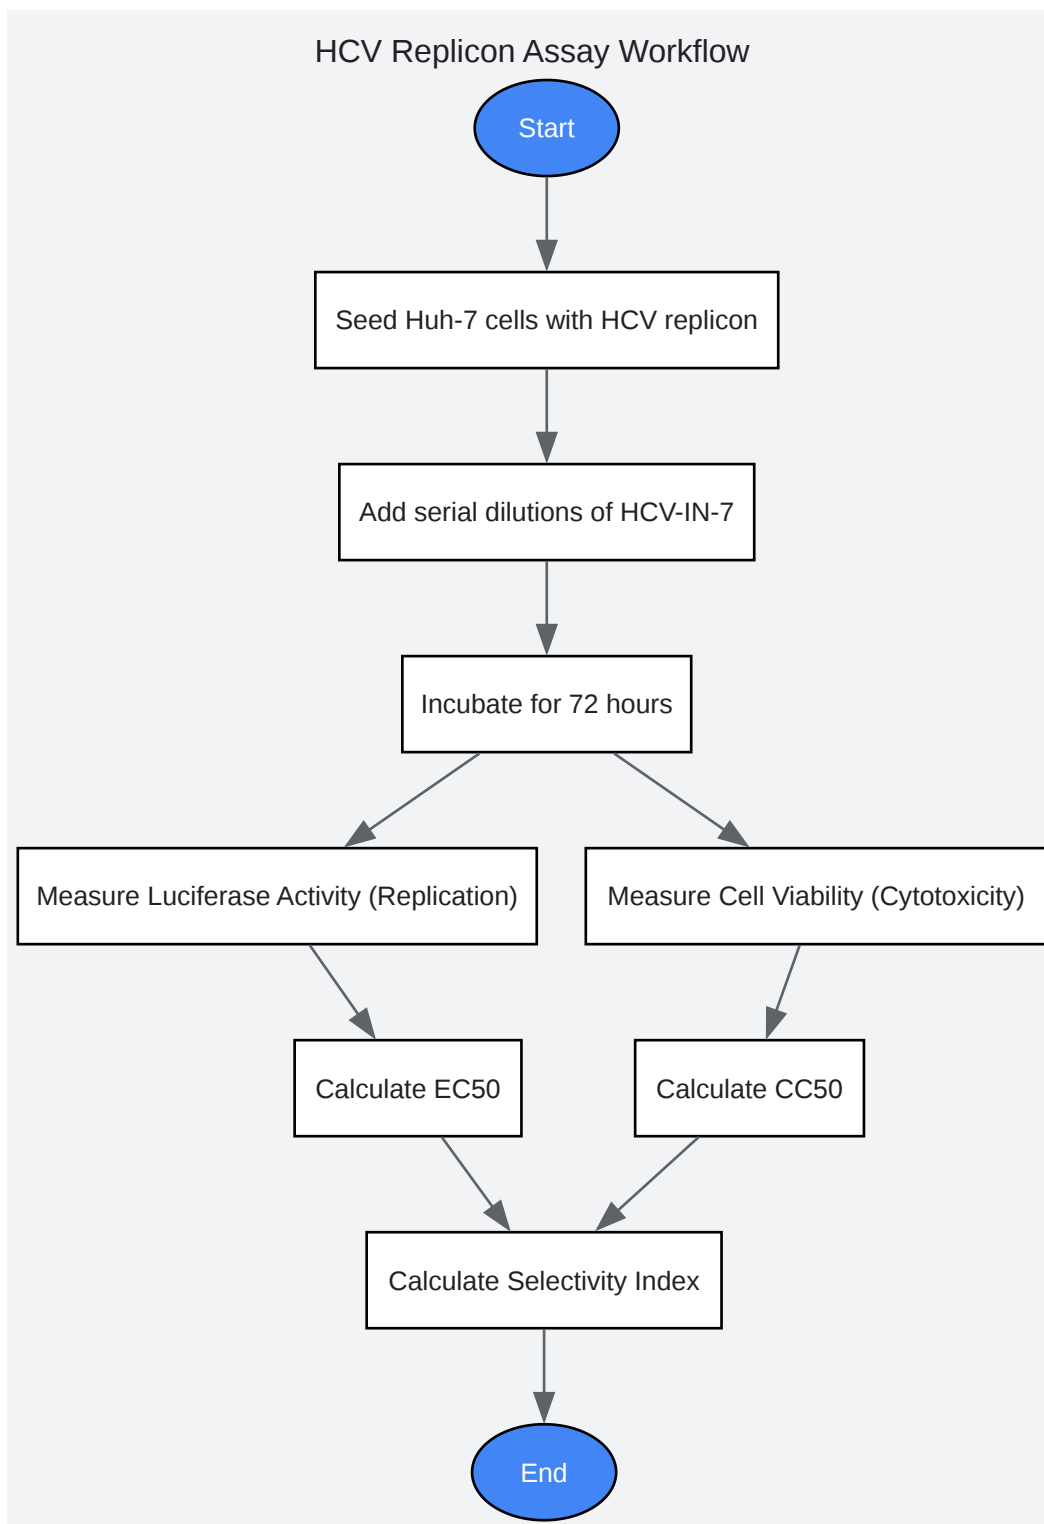 HCV Replicon Assay Workflow
Start
Seed Huh-7 cells with HCV replicon
Add serial dilutions of HCV-IN-7
Incubate for 72 hours
Measure Luciferase Activity (Replication)
Measure Cell Viability (Cytotoxicity)
Calculate EC50
Calculate CC50
Calculate Selectivity Index
End